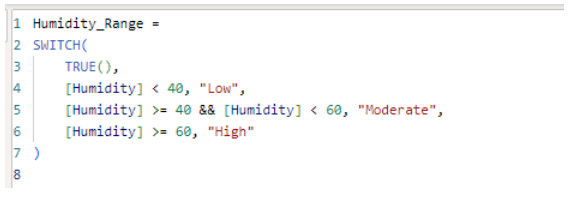 1 Humidity_Range =
2 SWITCH(
3     TRUE(),
4     [Humidity] < 40, "Low",
5     [Humidity] >= 40 && [Humidity] < 60, "Moderate",
6     [Humidity] >= 60, "High"
7 )
8